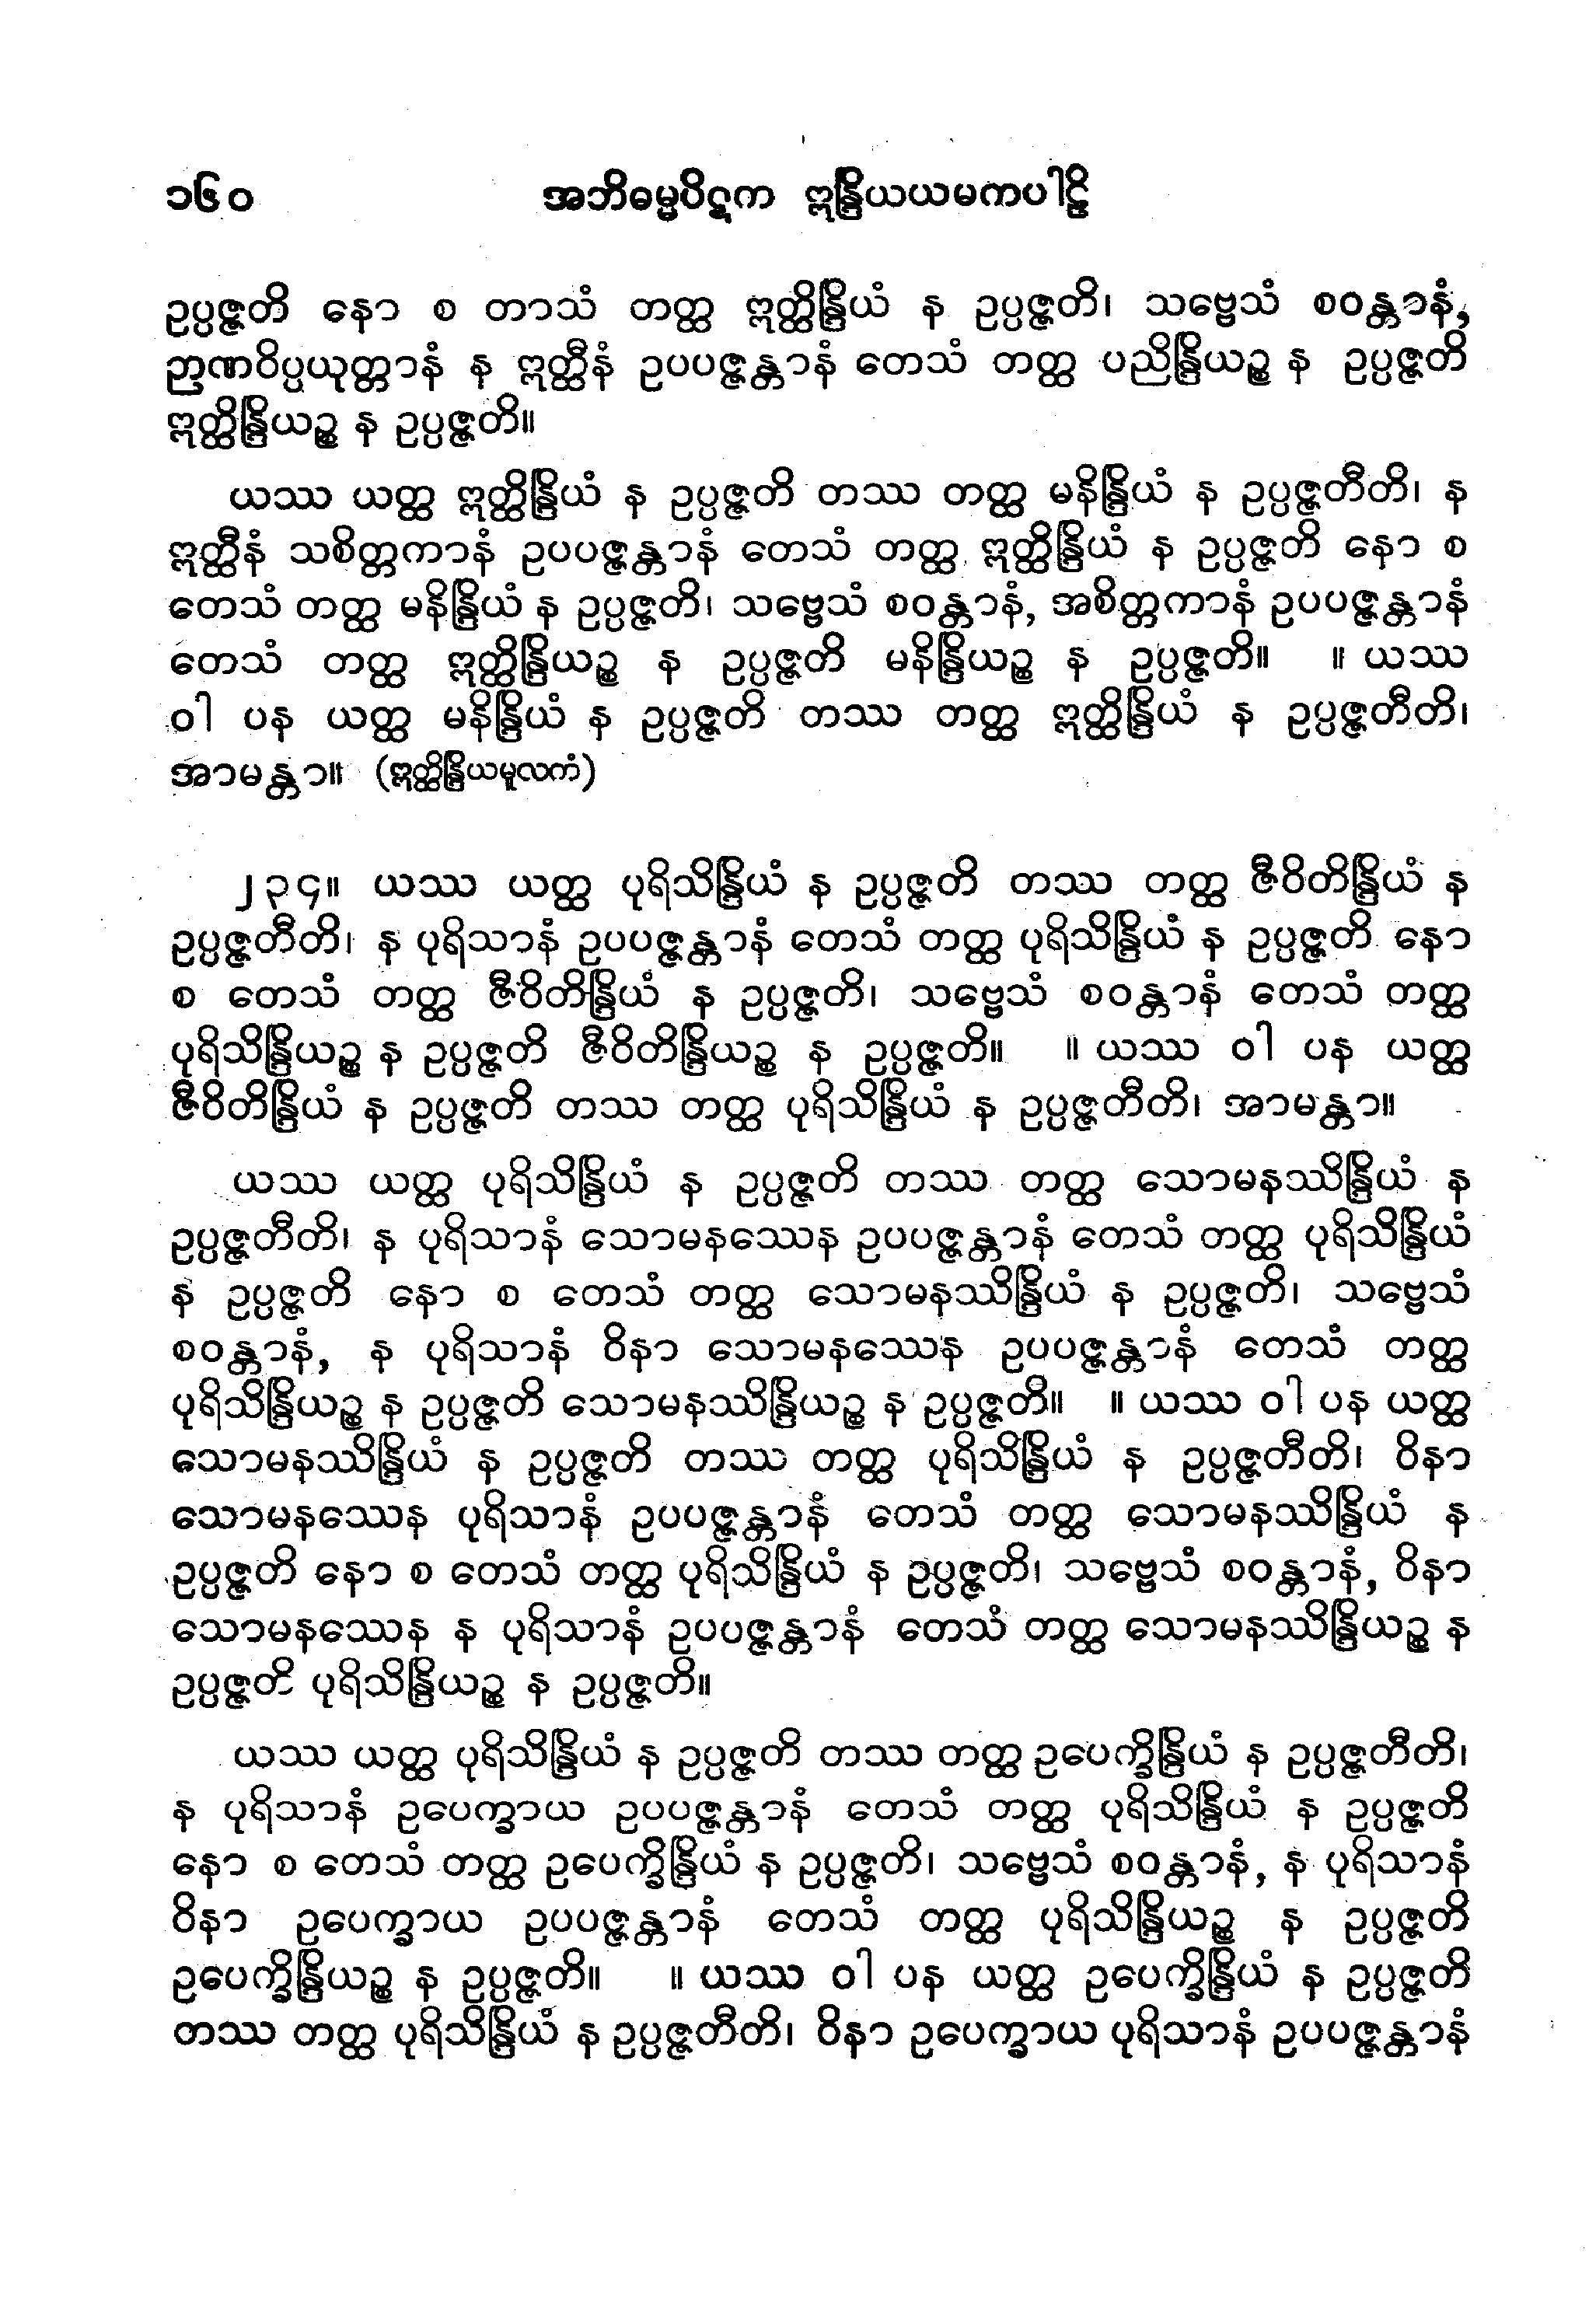 ၁၆၀ အဘိဓမ္မပိဋက ဣန္ဒြိယယမကပါဠိ
ဥပ္ပဇ္ဇတိ နော စ တာသံ တတ္ထ ဣတ္ထိန္ဒြိယံ န ဥပ္ပဇ္ဇတိ၊ သဗ္ဗေသံ စဝန္တာနံ,
ဉာဏဝိပ္ပယုတ္တာနံ န ဣတ္ထီနံ ဥပပဇ္ဇန္တာနံ တေသံ တတ္ထ ပညိန္ဒြိယဉ္စ န ဥပ္ပဇ္ဇတိ
ဣတ္ထိန္ဒြိယဉ္စ န ဥပ္ပဇ္ဇတိ။
ယဿ ယတ္ထ ဣတ္ထိန္ဒြိယံ န ဥပ္ပဇ္ဇတိ တဿ တတ္ထ မနိန္ဒြိယံ န ဥပ္ပဇ္ဇတီတိ၊ န
ဣတ္ထီနံ သစိတ္တကာနံ ဥပပဇ္ဇန္တာနံ တေသံ တတ္ထ ဣတ္ထိန္ဒြိယံ န ဥပ္ပဇ္ဇတိ နော စ
တေသံ တတ္ထ မနိန္ဒြိယံ န ဥပ္ပဇ္ဇတိ၊ သဗ္ဗေသံ စဝန္တာနံ, အစိတ္တကာနံ ဥပပဇ္ဇန္တာနံ
တေသံ တတ္ထ ဣတ္ထိန္ဒြိယဉ္စ န ဥပ္ပဇ္ဇတိ မနိန္ဒြိယဉ္စ န ဥပ္ပဇ္ဇတိ။ ။ ယဿ
ဝါ ပန ယတ္ထ မနိန္ဒြိယံ န ဥပ္ပဇ္ဇတိ တဿ တတ္ထ ဣတ္ထိန္ဒြိယံ န ဥပ္ပဇ္ဇတီတိ၊
အာမန္တာ။ (ဣတ္ထိန္ဒြိယမူလကံ)
၂၃၄။ ယဿ ယတ္ထ ပုရိသိန္ဒြိယံ န ဥပ္ပဇ္ဇတိ တဿ တတ္ထ ဇီဝိတိန္ဒြိယံ န
ဥပ္ပဇ္ဇတီတိ၊ န ပုရိသာနံ ဥပပဇ္ဇန္တာနံ တေသံ တတ္ထ ပုရိသိန္ဒြိယံ န ဥပ္ပဇ္ဇတိ နော
စ တေသံ တတ္ထ ဇီဝိတိန္ဒြိယံ န ဥပ္ပဇ္ဇတိ၊ သဗ္ဗေသံ စဝန္တာနံ တေသံ တတ္ထ
ပုရိသိန္ဒြိယဉ္စ န ဥပ္ပဇ္ဇတိ ဇီဝိတိန္ဒြိယဉ္စ န ဥပ္ပဇ္ဇတိ။ ။ ယဿ ဝါ ပန ယတ္ထ
ဇီဝိတိန္ဒြိယံ န ဥပ္ပဇ္ဇတိ တဿ တတ္ထ ပုရိသိန္ဒြိယံ န ဥပ္ပဇ္ဇတီတိ၊ အာမန္တာ။
ယဿ ယတ္ထ ပုရိသိန္ဒြိယံ န ဥပ္ပဇ္ဇတိ တဿ တတ္ထ သောမနဿိန္ဒြိယံ န
ဥပ္ပဇ္ဇတီတိ၊ န ပုရိသာနံ သောမနဿေန ဥပပဇ္ဇန္တာနံ တေသံ တတ္ထ ပုရိသိန္ဒြိယံ
န ဥပ္ပဇ္ဇတိ နော စ တေသံ တတ္ထ သောမနဿိန္ဒြိယံ န ဥပ္ပဇ္ဇတိ၊ သဗ္ဗေသံ
စဝန္တာနံ, န ပုရိသာနံ ဝိနာ သောမနဿေန ဥပပဇ္ဇန္တာနံ တေသံ တတ္ထ
ပုရိသိန္ဒြိယဉ္စ န ဥပ္ပဇ္ဇတိ သောမနဿိန္ဒြိယဉ္စ န ဥပ္ပဇ္ဇတိ။ ။ ယဿ ဝါ ပန ယတ္ထ
သောမနဿိန္ဒြိယံ န ဥပ္ပဇ္ဇတိ တဿ တတ္ထ ပုရိသိန္ဒြိယံ န ဥပ္ပဇ္ဇတီတိ၊ ဝိနာ
သောမနဿေန ပုရိသာနံ ဥပပဇ္ဇန္တာနံ တေသံ တတ္ထ သောမနဿိန္ဒြိယံ န
ဥပ္ပဇ္ဇတိ နော စ တေသံ တတ္ထ ပုရိသိန္ဒြိယံ န ဥပ္ပဇ္ဇတိ၊ သဗ္ဗေသံ စဝန္တာနံ, ဝိနာ
သောမနဿေန န ပုရိသာနံ ဥပပဇ္ဇန္တာနံ တေသံ တတ္ထ သောမနဿိန္ဒြိယဉ္စ န
ဥပ္ပဇ္ဇတိ ပုရိသိန္ဒြိယဉ္စ န ဥပ္ပဇ္ဇတိ။
ယဿ ယတ္ထ ပုရိသိန္ဒြိယံ န ဥပ္ပဇ္ဇတိ တဿ တတ္ထ ဥပေက္ခိန္ဒြိယံ န ဥပ္ပဇ္ဇတီတိ၊
န ပုရိသာနံ ဥပေက္ခာယ ဥပပဇ္ဇန္တာနံ တေသံ တတ္ထ ပုရိသိန္ဒြိယံ န ဥပ္ပဇ္ဇတိ
နော စ တေသံ တတ္ထ ဥပေက္ခိန္ဒြိယံ န ဥပ္ပဇ္ဇတိ၊ သဗ္ဗေသံ စဝန္တာနံ, န ပုရိသာနံ
ဝိနာ ဥပေက္ခာယ ဥပပဇ္ဇန္တာနံ တေသံ တတ္ထ ပုရိသိန္ဒြိယဉ္စ န ဥပ္ပဇ္ဇတိ
ဥပေက္ခိန္ဒြိယဉ္စ န ဥပ္ပဇ္ဇတိ။ ။ ယဿ ဝါ ပန ယတ္ထ ဥပေက္ခိန္ဒြိယံ န ဥပ္ပဇ္ဇတိ
တဿ တတ္ထ ပုရိသိန္ဒြိယံ န ဥပ္ပဇ္ဇတီတိ၊ ဝိနာ ဥပေက္ခာယ ပုရိသာနံ ဥပပဇ္ဇန္တာနံ